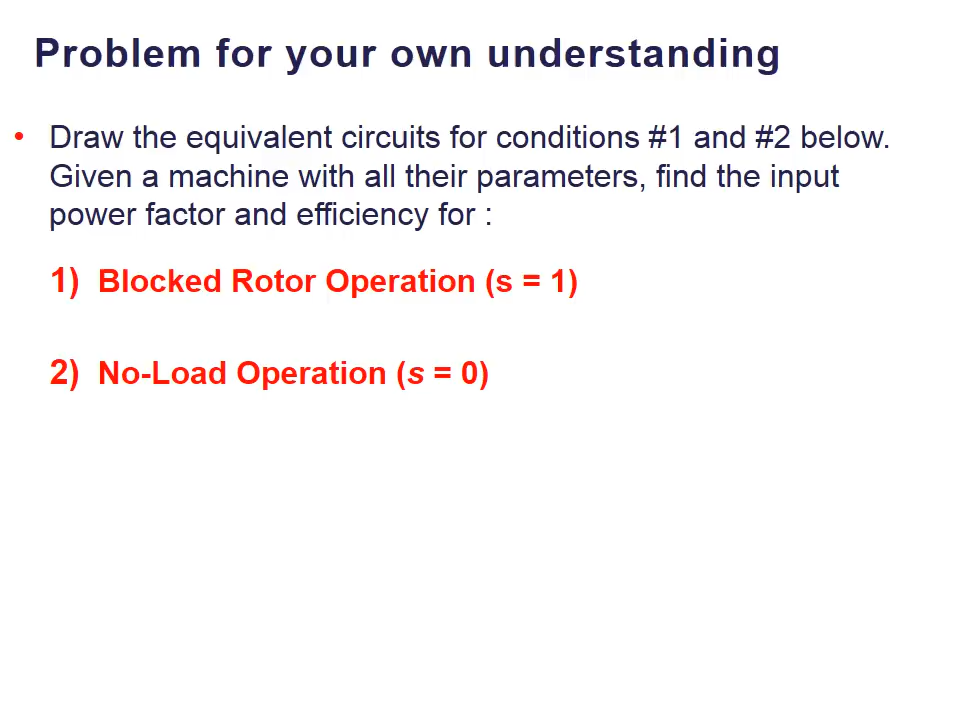 Problem for your own understanding
• Draw the equivalent circuits for conditions #1 and #2 below.
Given a machine with all their parameters, find the input
power factor and efficiency for :
1) Blocked Rotor Operation (s = 1)
2) No-Load Operation (s = 0)